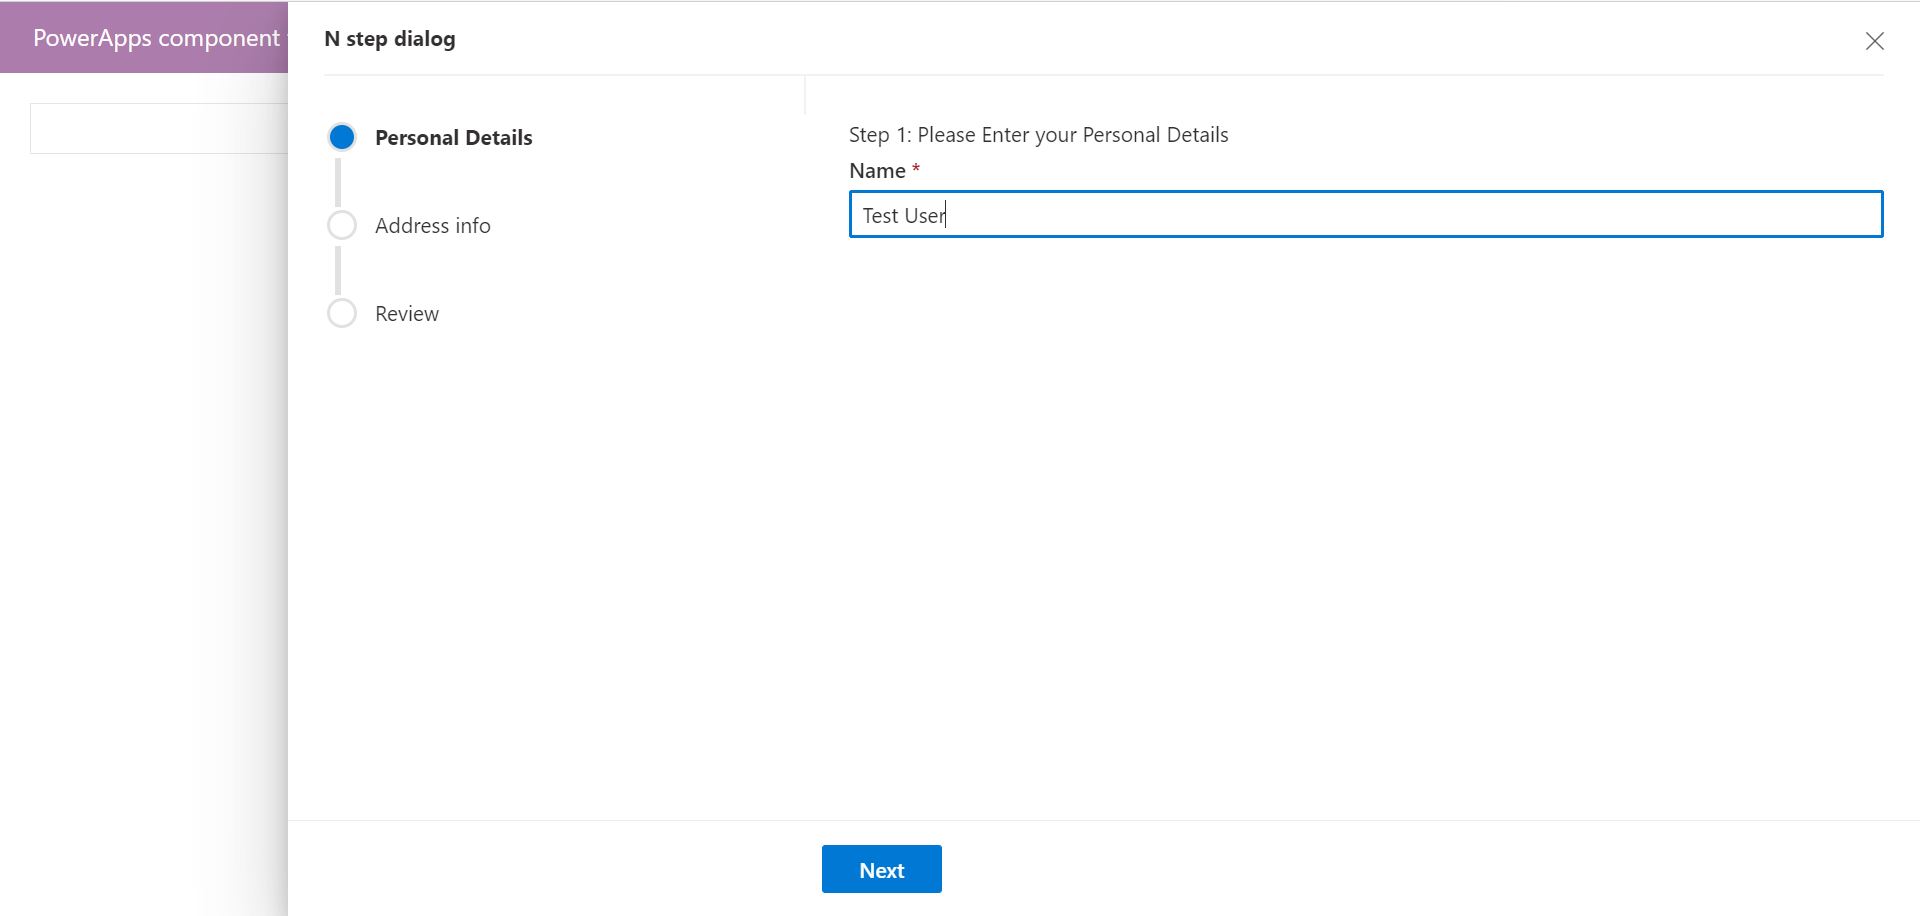 PowerApps component
N step dialog
Personal Details
Address info
Review
Step 1: Please Enter your Personal Details
Name *
Test User
Next